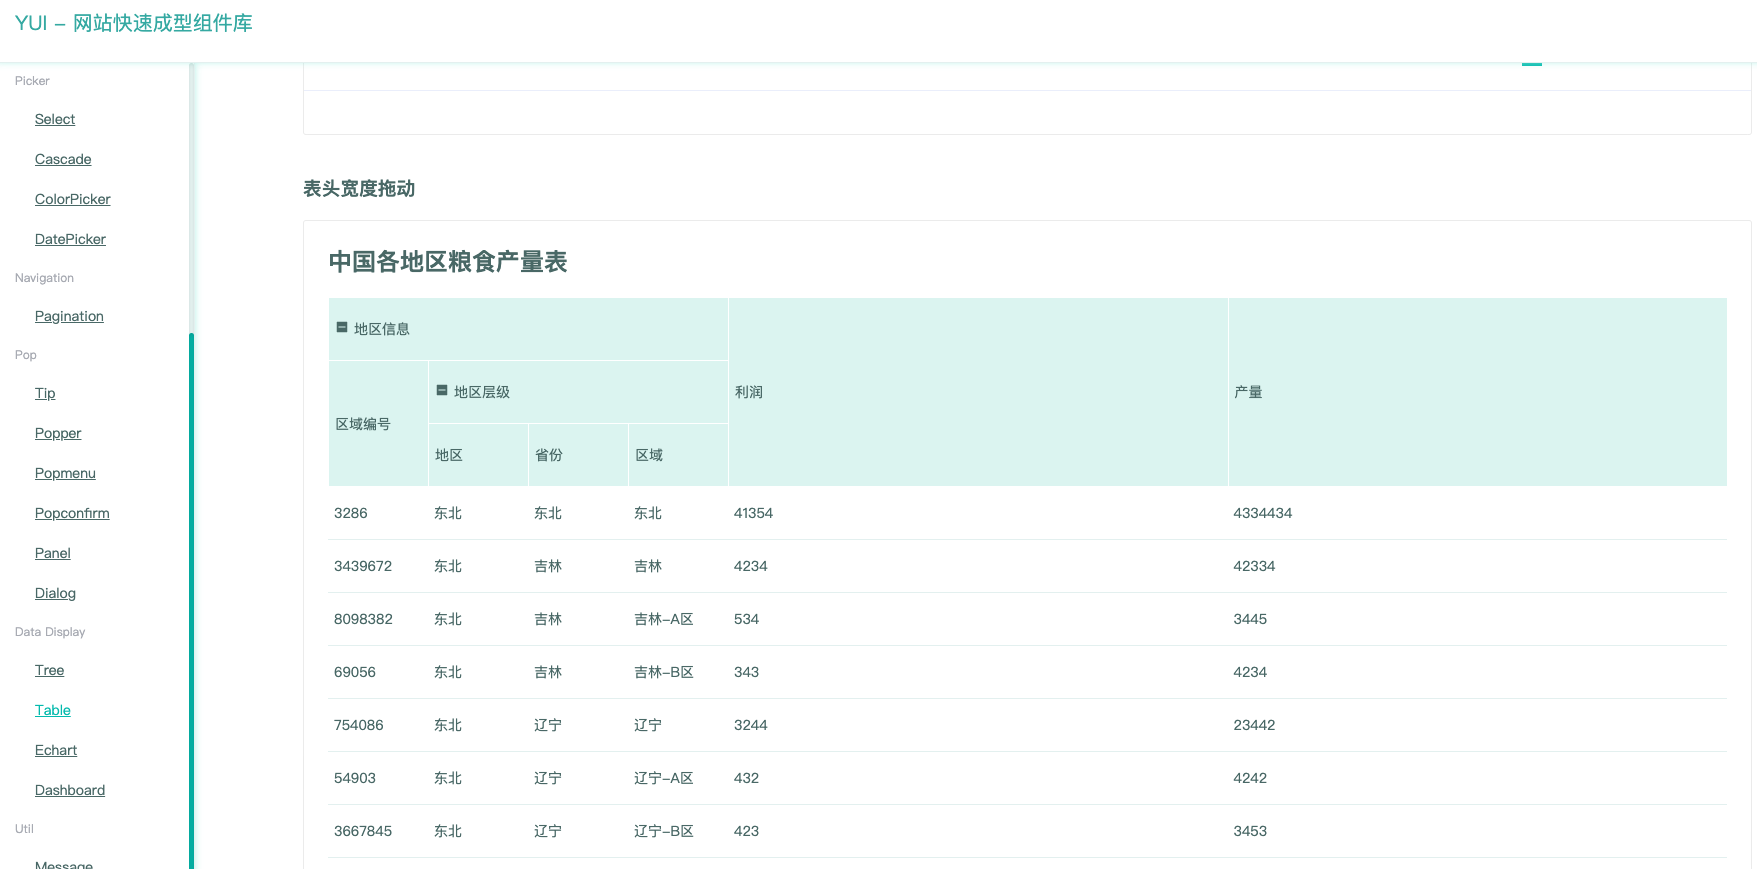 YUI - 网站快速成型组件库
Picker
Select
Cascade
ColorPicker
DatePicker
Navigation
Pagination
Pop
Tip
Popper
Popmenu
Popconfirm
Panel
Dialog
Data Display
Tree
Table
Echart
Dashboard
Util
Message
表头宽度拖动
中国各地区粮食产量表
地区信息
区域编号 地区层级 利润 产量
地区 省份 区域
3286 东北 东北 东北 41354 4334434
3439672 东北 吉林 吉林 4234 42334
8098382 东北 吉林 吉林-A区 534 3445
69056 东北 吉林 吉林-B区 343 4234
754086 东北 辽宁 辽宁 3244 23442
54903 东北 辽宁 辽宁-A区 432 4242
3667845 东北 辽宁 辽宁-B区 423 3453